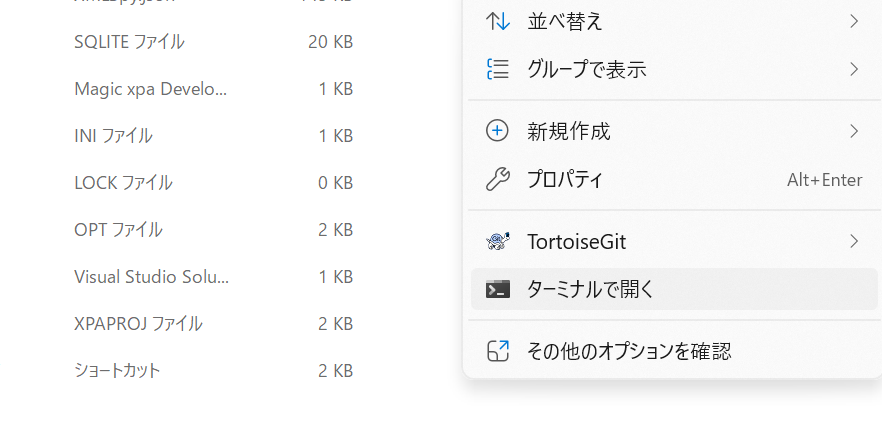 SQLITE ファイル 20 KB
Magic xpa Develo... 1 KB
INI ファイル 1 KB
LOCK ファイル 0 KB
OPT ファイル 2 KB
Visual Studio Solu... 1 KB
XPAPROJ ファイル 2 KB
ショートカット 2 KB
並べ替え
グループで表示
新規作成
プロパティ Alt+Enter
TortoiseGit
ターミナルで開く
その他のオプションを確認